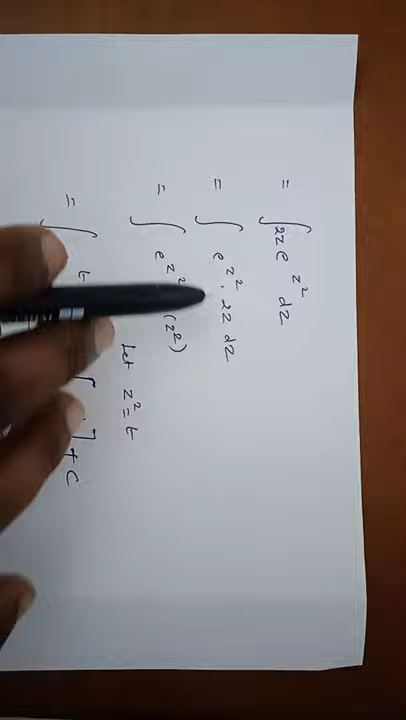 = ∫ 2z e^{z²} dz
= ∫ e^{z²} · 2z dz
= ∫ e^{z²} (z²)
Let z² = t
= ∫ t ] + c